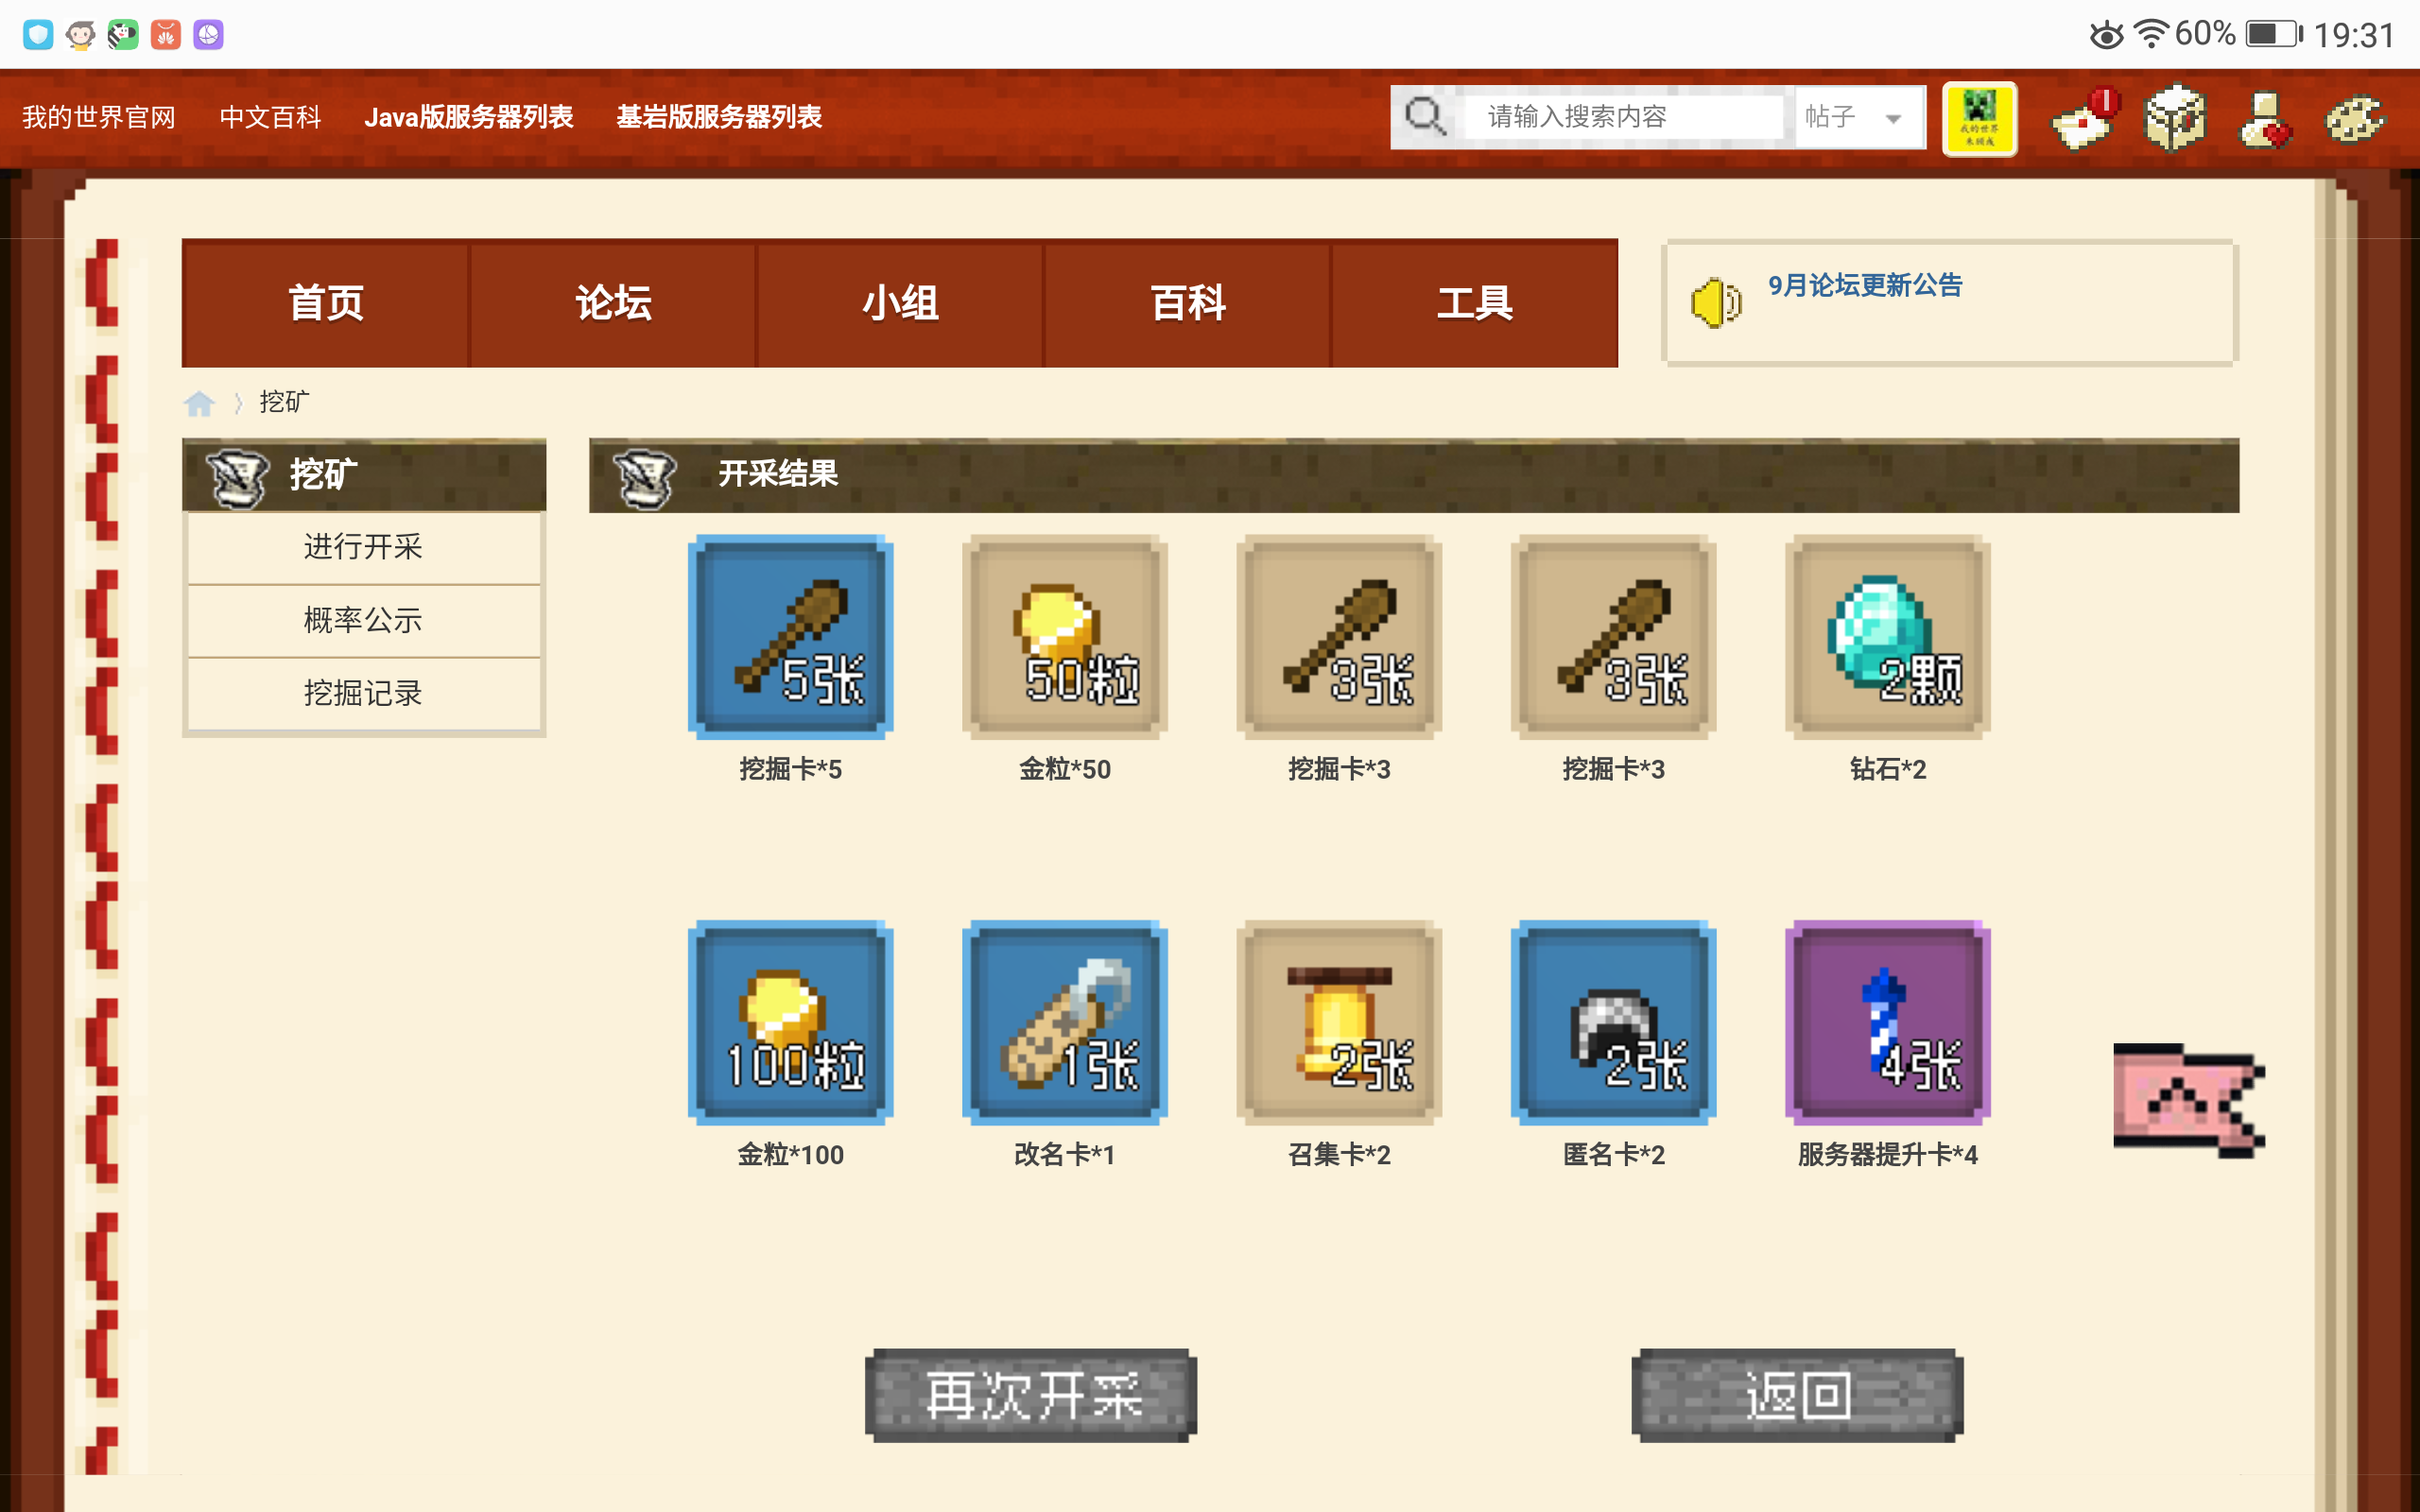 60% 19:31
我的世界官网 中文百科 Java版服务器列表 基岩版服务器列表 请输入搜索内容 帖子
我的世界
首页 论坛 小组 百科 工具
9月论坛更新公告
挖矿
挖矿
进行开采
概率公示
挖掘记录
开采结果
5张 50粒 3张 3张 2颗
挖掘卡*5 金粒*50 挖掘卡*3 挖掘卡*3 钻石*2
100粒 1张 2张 2张 4张
金粒*100 改名卡*1 召集卡*2 匿名卡*2 服务器提升卡*4
再次开采 返回